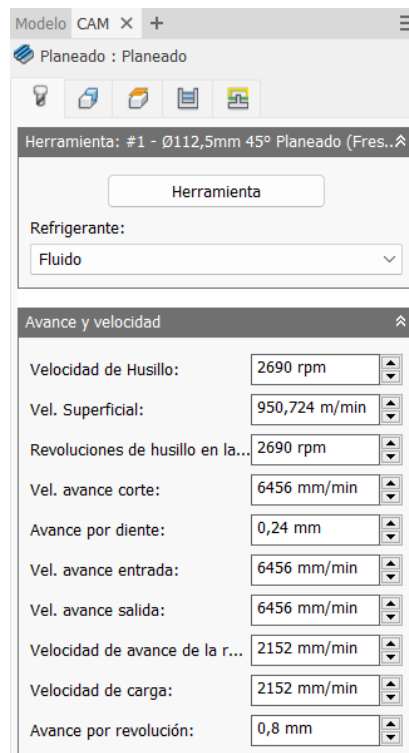 Modelo CAM × +
Planeado : Planeado
Herramienta: #1 - Ø112,5mm 45º Planeado (Fres...
Herramienta
Refrigerante:
Fluido
Avance y velocidad
Velocidad de Husillo: 2690 rpm
Vel. Superficial: 950,724 m/min
Revoluciones de husillo en la... 2690 rpm
Vel. avance corte: 6456 mm/min
Avance por diente: 0,24 mm
Vel. avance entrada: 6456 mm/min
Vel. avance salida: 6456 mm/min
Velocidad de avance de la r... 2152 mm/min
Velocidad de carga: 2152 mm/min
Avance por revolución: 0,8 mm